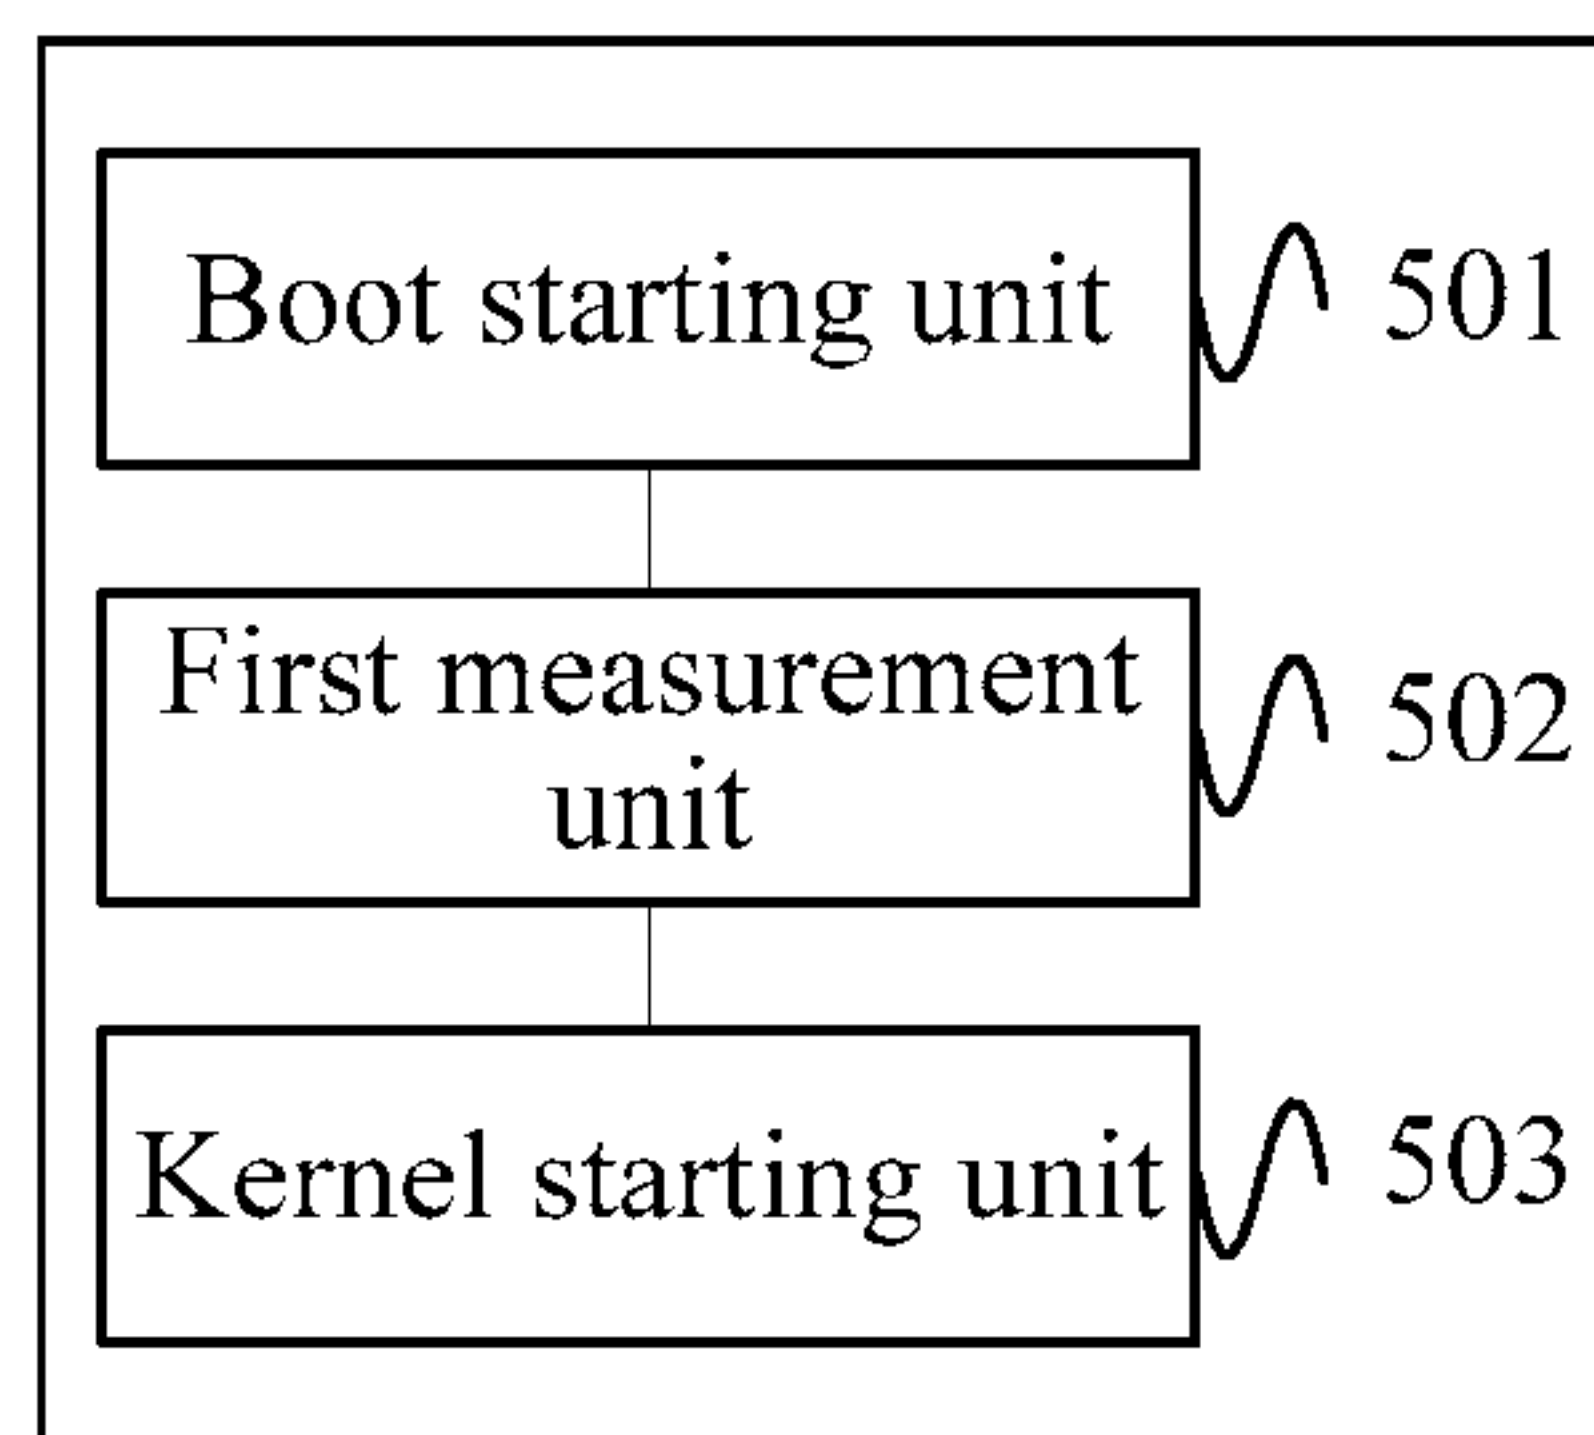 Boot starting unit
501
First measurement
unit
502
Kernel starting unit
503